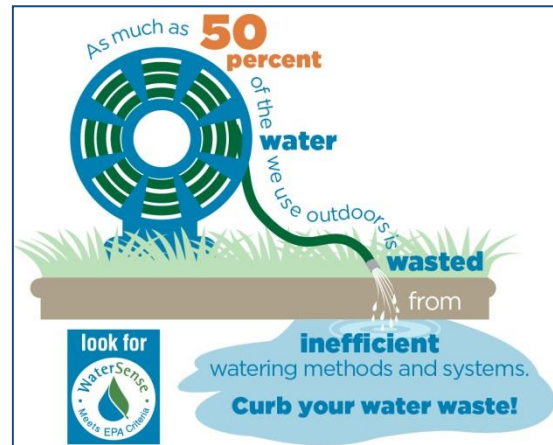 As much as 50
percent
of the
water
we use outdoors is
wasted
from
inefficient
watering methods and systems.
Curb your water waste!
look for
WaterSense
Meets EPA Criteria